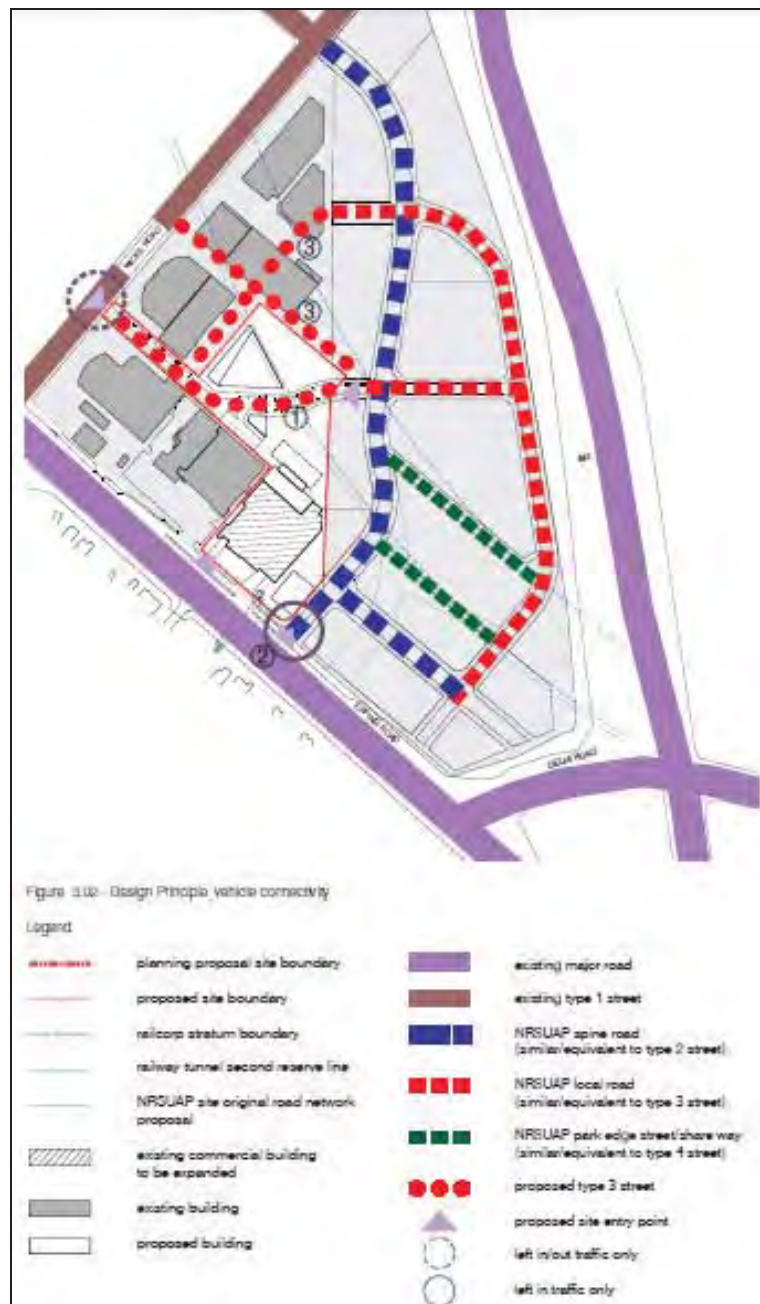 ③
③
①
②
M2
EPPING ROAD
DELHI ROAD
Figure 3.02 - Design Principle_vehicle connectivity
Legend
planning proposal site boundary
proposed site boundary
railcorp stratum boundary
railway tunnel second reserve line
NRSUAP site original road network
proposal
existing commercial building
to be expanded
existing building
proposed building
existing major road
existing type 1 street
NRSUAP spine road
(similar/equivalent to type 2 street)
NRSUAP local road
(similar/equivalent to type 3 street)
NRSUAP park edge street/share way
(similar/equivalent to type 4 street)
proposed type 3 street
proposed site entry point
left in/out traffic only
left in traffic only